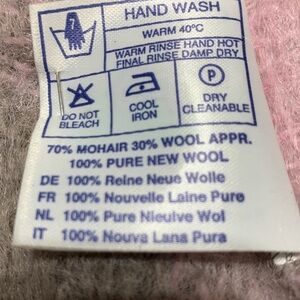 HAND WASH
7
WARM 40°C
WARM RINSE HAND HOT
FINAL RINSE DAMP DRY
DO NOT
BLEACH
COOL
IRON
P
DRY
CLEANABLE
70% MOHAIR 30% WOOL APPR.
100% PURE NEW WOOL
DE 100% Reine Neue Wolle
FR 100% Nouvelle Laine Pure
NL 100% Pure Nieulve Wol
IT 100% Nouva Lana Pura